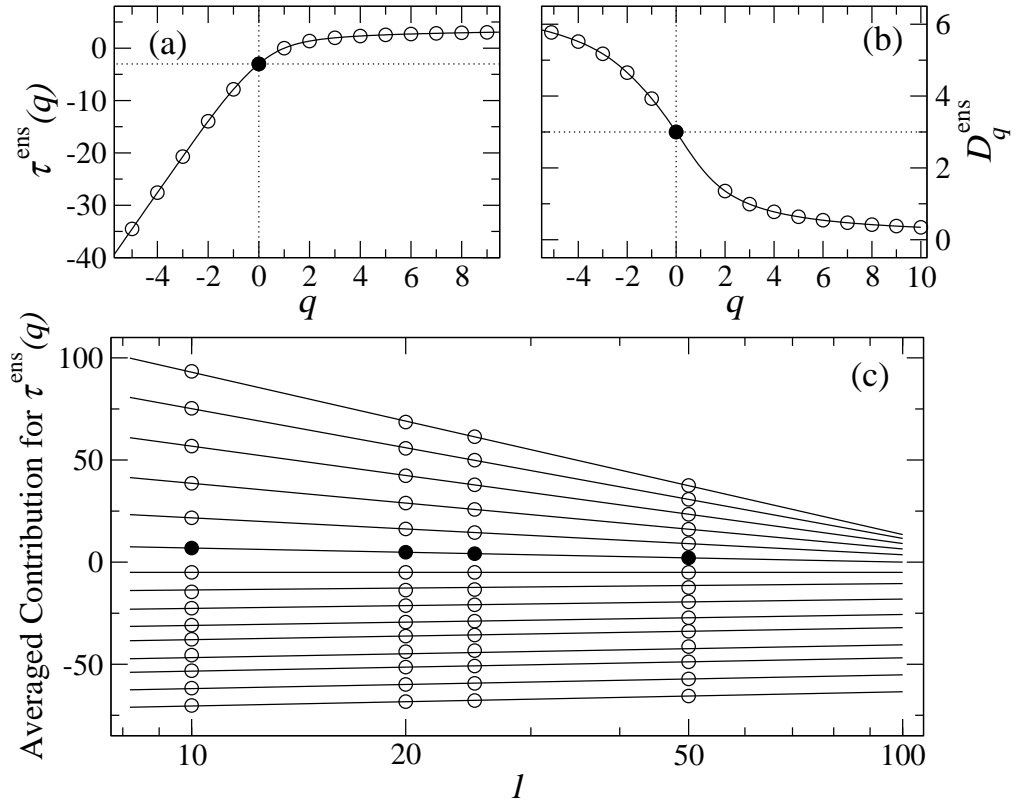 (a)
0
-10
-20
-30
-40
τ^ens(q)
-4 -2 0 2 4 6 8
q
(b)
6
4
2
0
D_q^ens
-4 -2 0 2 4 6 8 10
q
(c)
100
50
0
-50
Averaged Contribution for τ^ens(q)
10 20 50 100
l